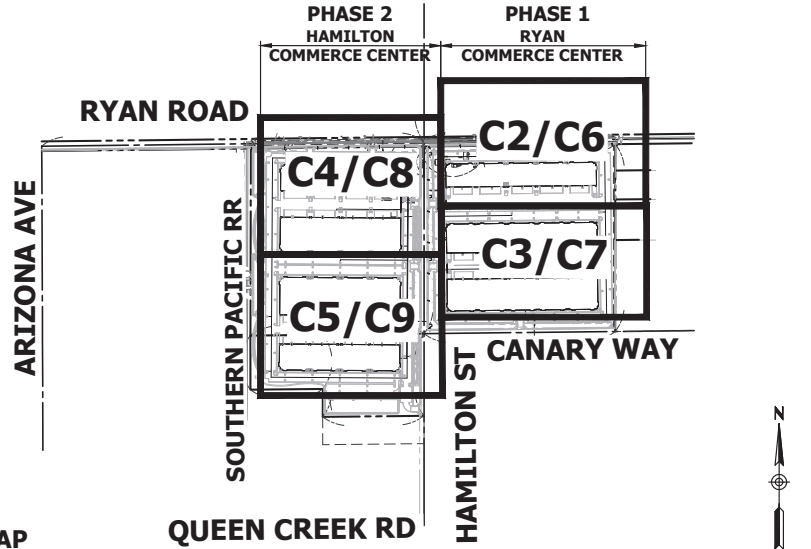 PHASE 2
HAMILTON
COMMERCE CENTER
PHASE 1
RYAN
COMMERCE CENTER
RYAN ROAD
C2/C6
C4/C8
C3/C7
C5/C9
ARIZONA AVE
SOUTHERN PACIFIC RR
CANARY WAY
HAMILTON ST
QUEEN CREEK RD
N
AP